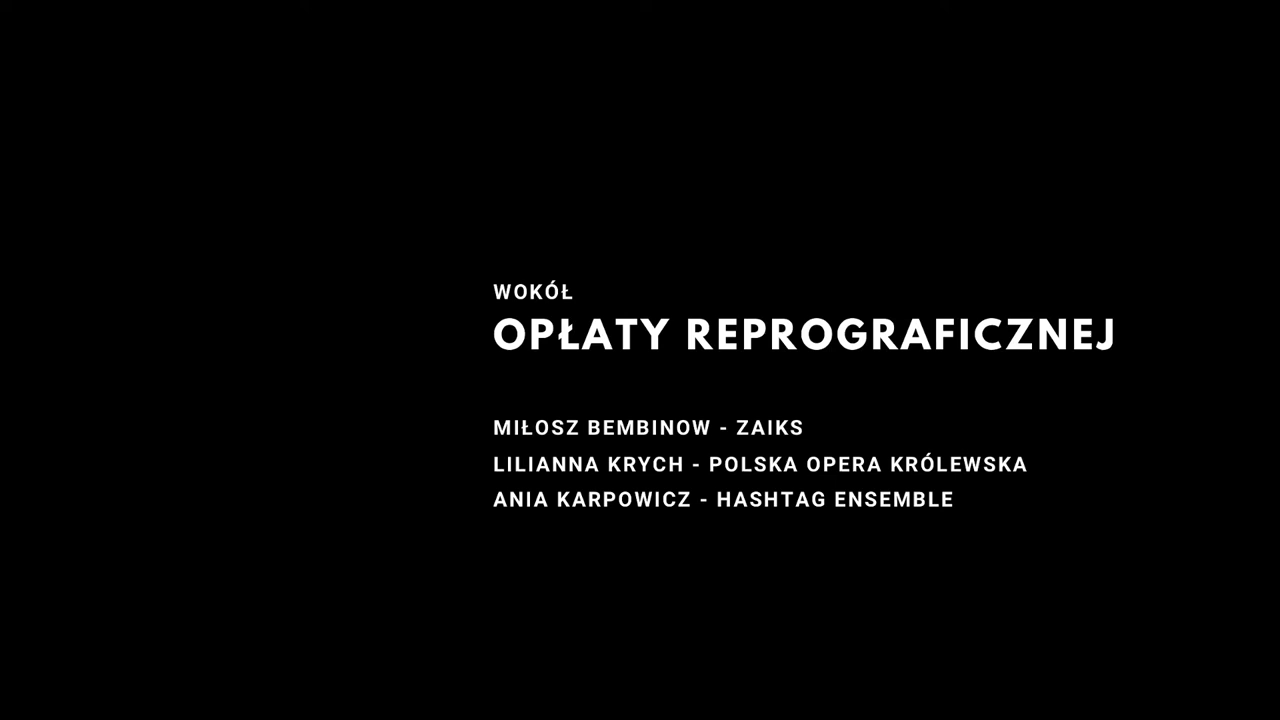 WOKÓŁ
OPŁATY REPROGRAFICZNEJ
MIŁOSZ BEMBINOW - ZAIKS
LILIANNA KRYCH - POLSKA OPERA KRÓLEWSKA
ANIA KARPOWICZ - HASHTAG ENSEMBLE